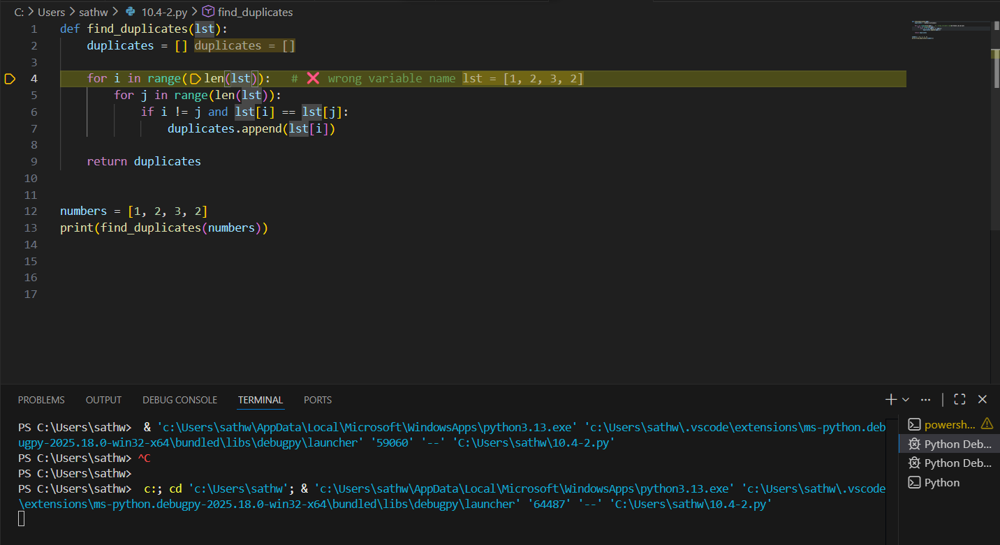 C: > Users > sathw > 10.4-2.py > find_duplicates
1 def find_duplicates(lst):
2     duplicates = [] duplicates = []
3
4     for i in range(len(lst)):   # ❌ wrong variable name lst = [1, 2, 3, 2]
5         for j in range(len(lst)):
6             if i != j and lst[i] == lst[j]:
7                 duplicates.append(lst[i])
8
9     return duplicates
10
11
12 numbers = [1, 2, 3, 2]
13 print(find_duplicates(numbers))
14
15
16
17
PROBLEMS OUTPUT DEBUG CONSOLE TERMINAL PORTS
PS C:\Users\sathw>  & 'c:\Users\sathw\AppData\Local\Microsoft\WindowsApps\python3.13.exe' 'c:\Users\sathw\.vscode\extensions\ms-python.deb
ugpy-2025.18.0-win32-x64\bundled\libs\debugpy\launcher' '59060' '--' 'C:\Users\sathw\10.4-2.py'
PS C:\Users\sathw> ^C
PS C:\Users\sathw>
PS C:\Users\sathw>  c:; cd 'c:\Users\sathw'; & 'c:\Users\sathw\AppData\Local\Microsoft\WindowsApps\python3.13.exe' 'c:\Users\sathw\.vscode
\extensions\ms-python.debugpy-2025.18.0-win32-x64\bundled\libs\debugpy\launcher' '64487' '--' 'C:\Users\sathw\10.4-2.py'
powersh...
Python Deb...
Python Deb...
Python